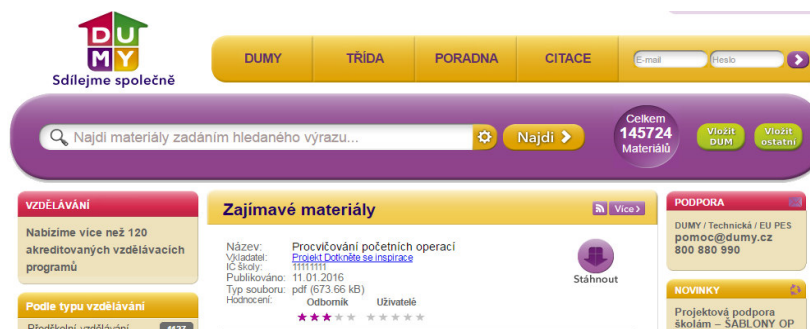 DUMY
Sdílejme společně
DUMY TŘÍDA PORADNA CITACE
E-mail Heslo
Najdi materiály zadáním hledaného výrazu...
Najdi
Celkem
145724
Materiálů
Vložit
DUM
Vložit
ostatní
VZDĚLÁVÁNÍ
Nabízíme více než 120
akreditovaných vzdělávacích
programů
Podle typu vzdělávání
Předškolní vzdělávání 4427
Zajímavé materiály
Více
Název: Procvičování početních operací
Vkladatel: Projekt Dotkněte se inspirace
IČ školy: 11111111
Publikováno: 11.01.2016
Typ souboru: pdf (673.66 kB)
Hodnocení: Odborník Uživatelé
Stáhnout
PODPORA
DUMY / Technická / EU PES
pomoc@dumy.cz
800 880 990
NOVINKY
Projektová podpora
školám – ŠABLONY OP